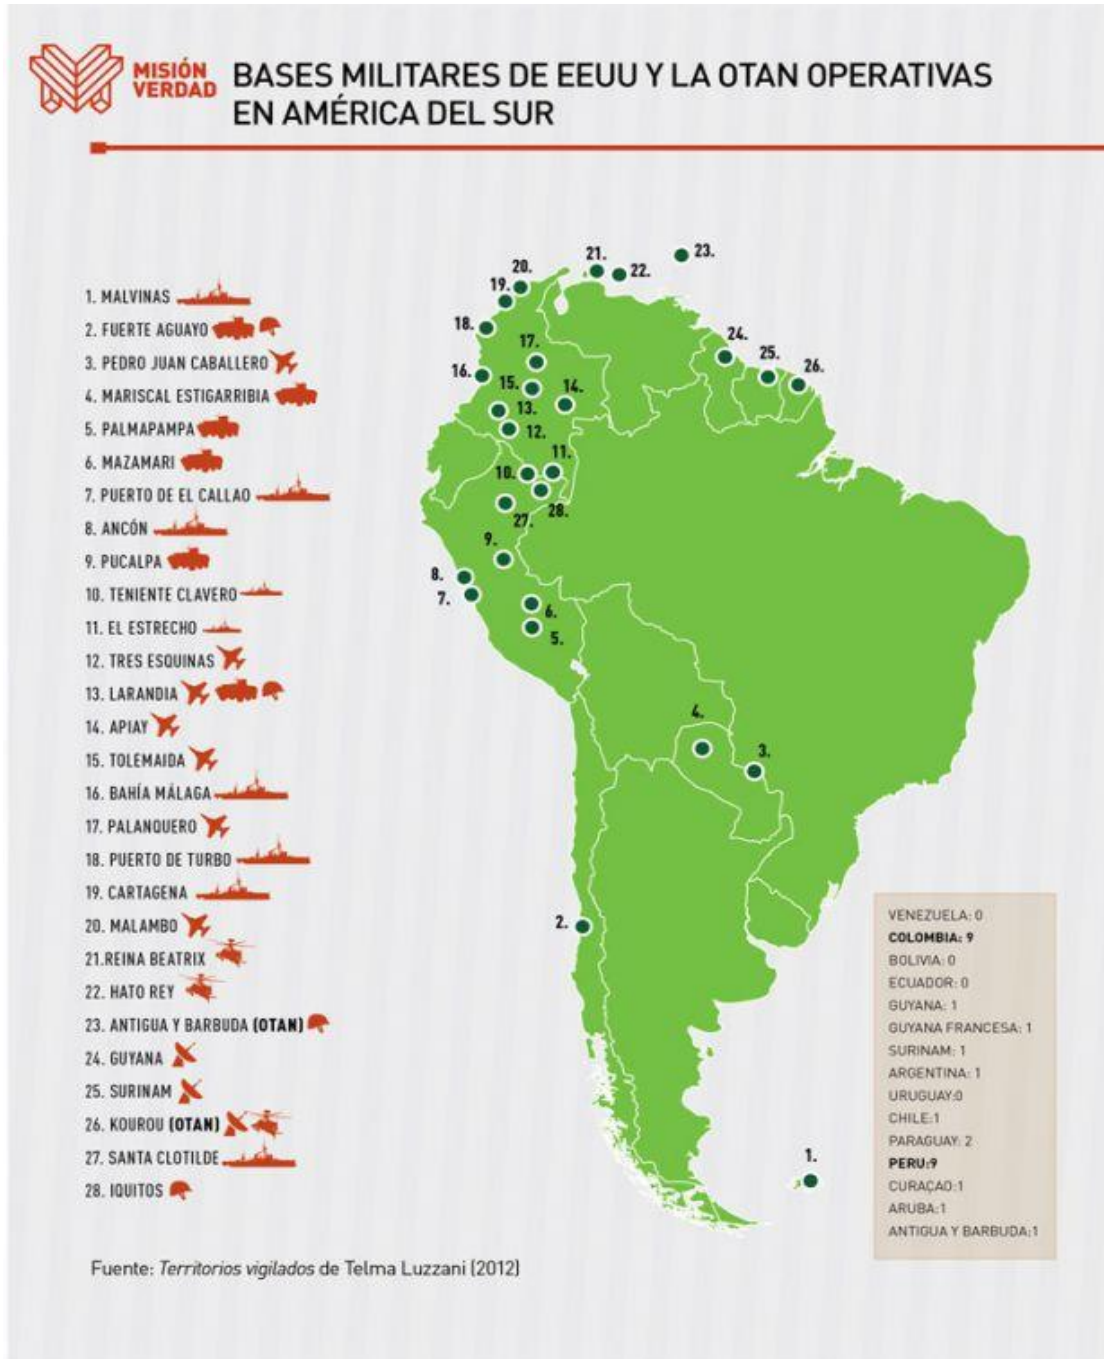 MISIÓN
VERDAD
BASES MILITARES DE EEUU Y LA OTAN OPERATIVAS
EN AMÉRICA DEL SUR
1. MALVINAS
2. FUERTE AGUAYO
3. PEDRO JUAN CABALLERO
4. MARISCAL ESTIGARRIBIA
5. PALMAPAMPA
6. MAZAMARI
7. PUERTO DE EL CALLAO
8. ANCÓN
9. PUCALPA
10. TENIENTE CLAVERO
11. EL ESTRECHO
12. TRES ESQUINAS
13. LARANDIA
14. APIAY
15. TOLEMAIDA
16. BAHÍA MÁLAGA
17. PALANQUERO
18. PUERTO DE TURBO
19. CARTAGENA
20. MALAMBO
21.REINA BEATRIX
22. HATO REY
23. ANTIGUA Y BARBUDA (OTAN)
24. GUYANA
25. SURINAM
26. KOUROU (OTAN)
27. SANTA CLOTILDE
28. IQUITOS
21.
22.
23.
20.
19.
18.
24.
25.
26.
17.
16.
15.
14.
13.
12.
11.
10.
27.
28.
9.
8.
7.
6.
5.
4.
3.
2.
1.
VENEZUELA: 0
COLOMBIA: 9
BOLIVIA: 0
ECUADOR: 0
GUYANA: 1
GUYANA FRANCESA: 1
SURINAM: 1
ARGENTINA: 1
URUGUAY:0
CHILE:1
PARAGUAY: 2
PERU:9
CURAÇAO:1
ARUBA:1
ANTIGUA Y BARBUDA:1
Fuente: Territorios vigilados de Telma Luzzani (2012)